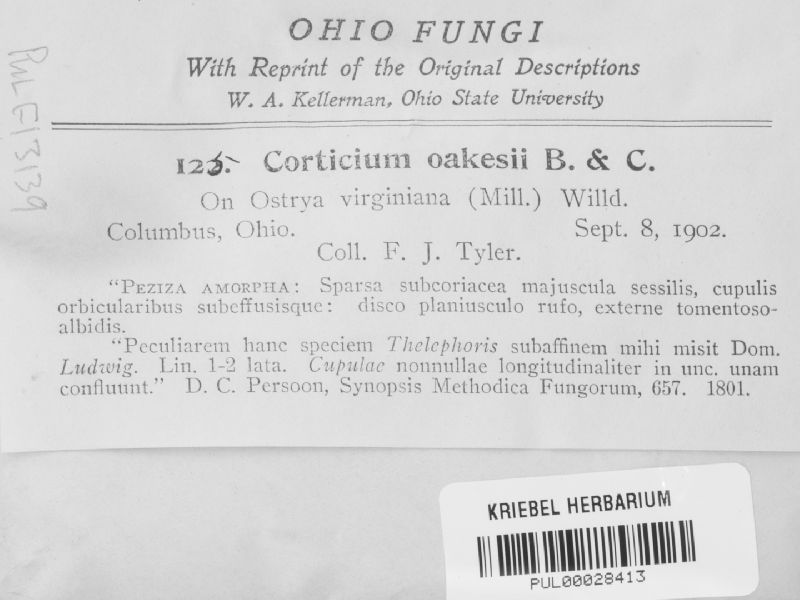 OHIO FUNGI
With Reprint of the Original Descriptions
W. A. Kellerman, Ohio State University
125. Corticium oakesii B. & C.
On Ostrya virginiana (Mill.) Willd.
Columbus, Ohio. Sept. 8, 1902.
Coll. F. J. Tyler.
"PEZIZA AMORPHA: Sparsa subcoriacea majuscula sessilis, cupulis
orbicularibus subeffusisque: disco planiusculo rufo, externe tomentoso-
albidis.
"Peculiarem hanc speciem Thelephoris subaffinem mihi misit Dom.
Ludwig. Lin. 1-2 lata. Cupulae nonnullae longitudinaliter in unc. unam
confluunt." D. C. Persoon, Synopsis Methodica Fungorum, 657. 1801.
PUL F13139
KRIEBEL HERBARIUM
PUL00028413